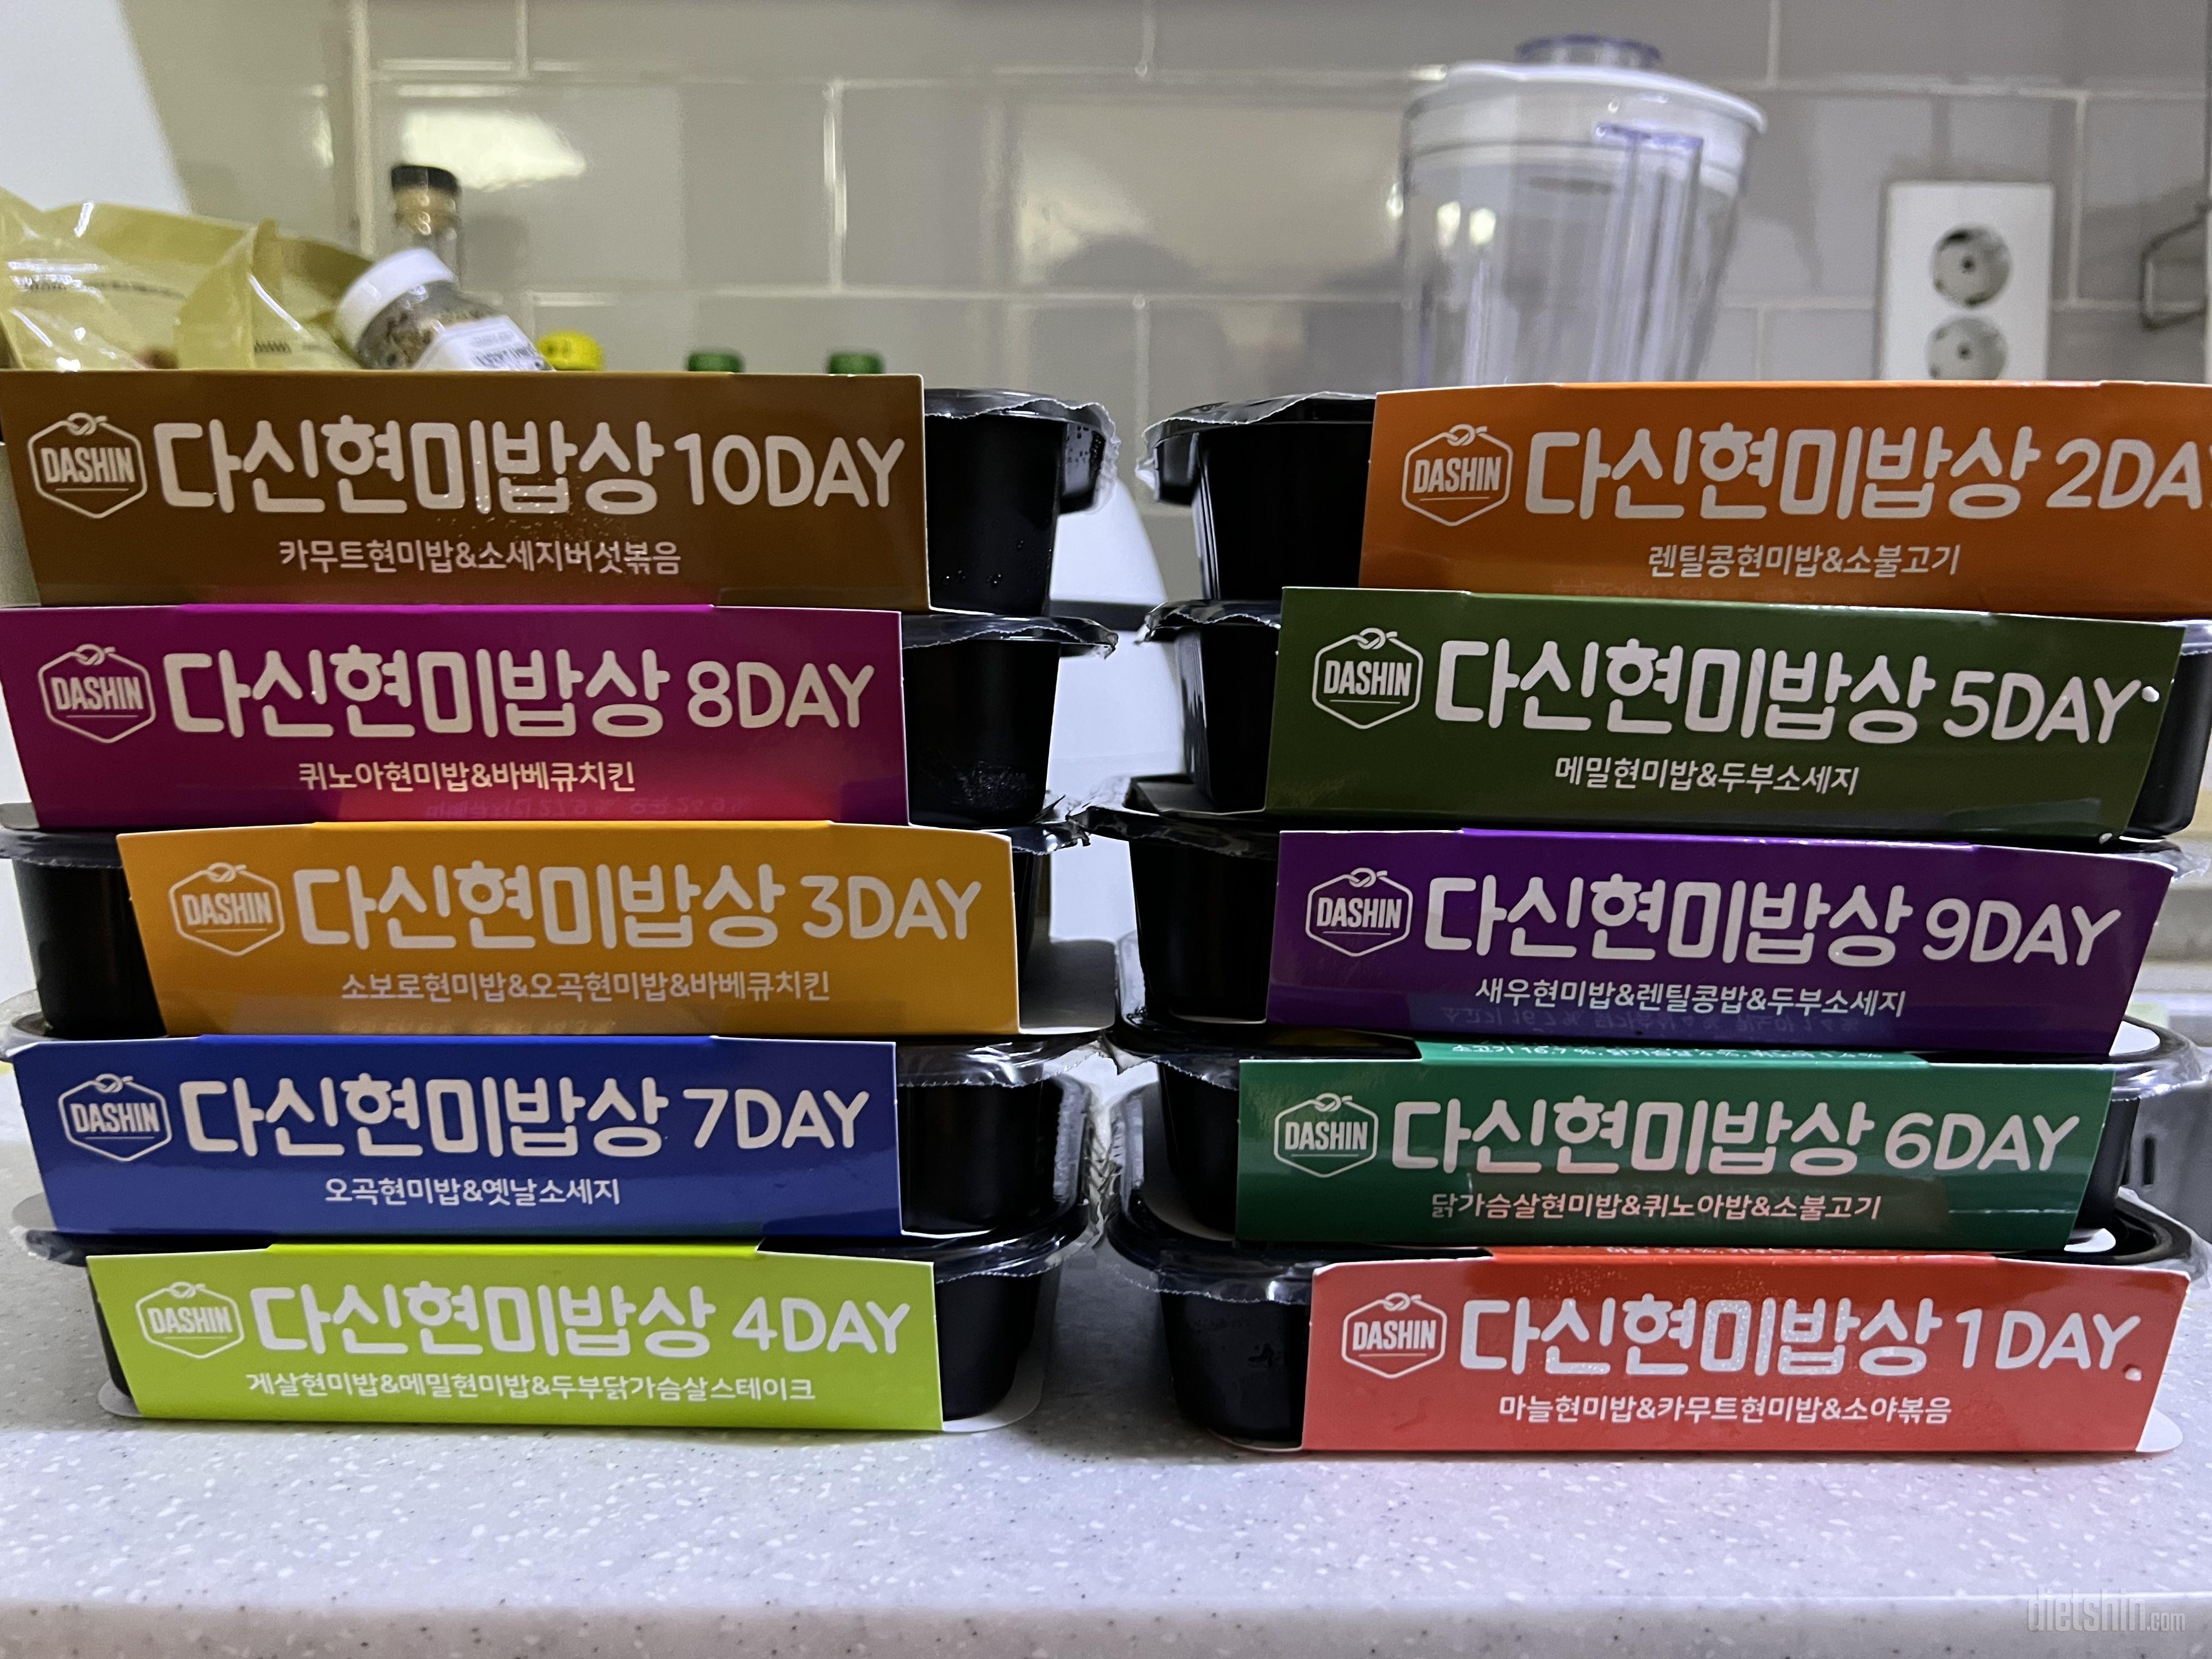 DASHIN 다신현미밥상 10DAY
카무트현미밥&소세지버섯볶음
DASHIN 다신현미밥상 8DAY
퀴노아현미밥&바베큐치킨
DASHIN 다신현미밥상 3DAY
소보로현미밥&오곡현미밥&바베큐치킨
DASHIN 다신현미밥상 7DAY
오곡현미밥&옛날소세지
DASHIN 다신현미밥상 4DAY
게살현미밥&메밀현미밥&두부닭가슴살스테이크
DASHIN 다신현미밥상 2DA
렌틸콩현미밥&소불고기
DASHIN 다신현미밥상 5DAY
메밀현미밥&두부소세지
DASHIN 다신현미밥상 9DAY
새우현미밥&렌틸콩밥&두부소세지
DASHIN 다신현미밥상 6DAY
닭가슴살현미밥&퀴노아밥&소불고기
DASHIN 다신현미밥상 1DAY
마늘현미밥&카무트현미밥&소야볶음
dietshin.com